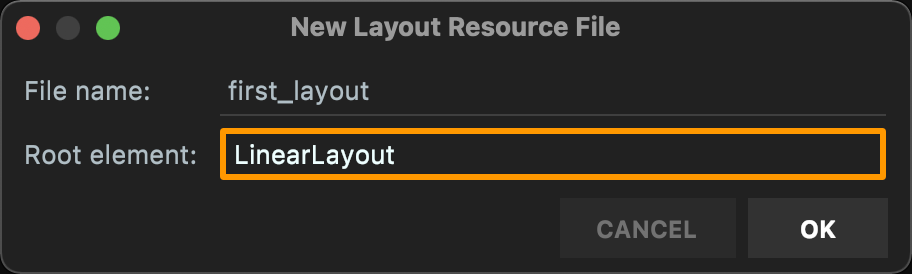 New Layout Resource File
File name: first_layout
Root element: LinearLayout
CANCEL OK